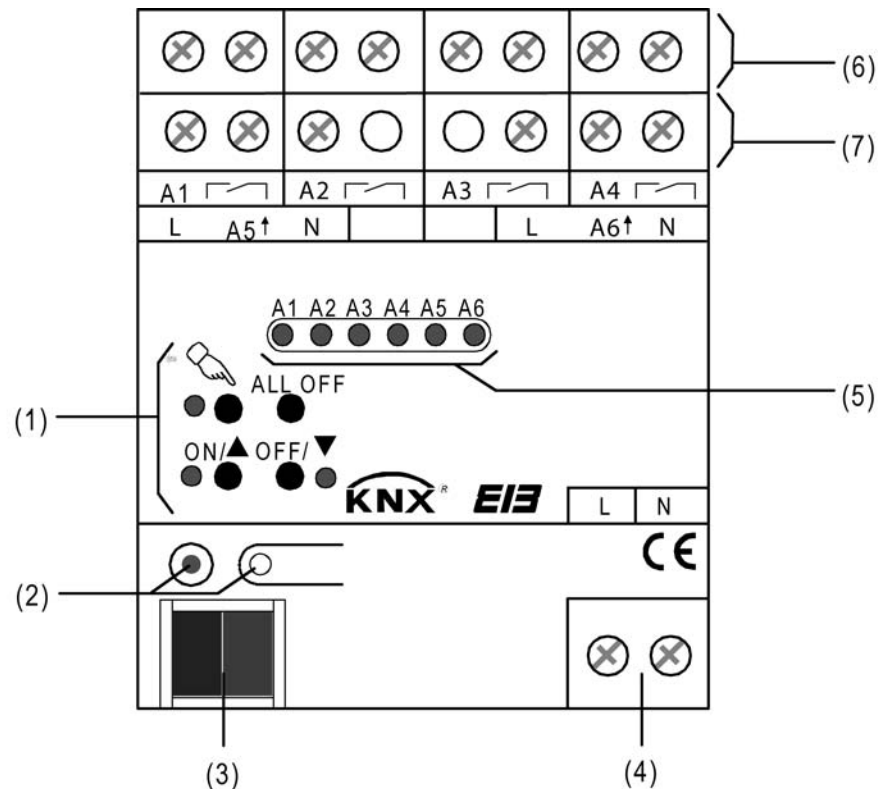 (6)
(7)
A1 A2 A3 A4
L A5↑ N L A6↑ N
A1 A2 A3 A4 A5 A6
(5)
ALL OFF
(1)
ON/▲ OFF/▼
KNX® EIB
L N
CE
(2)
(3)
(4)